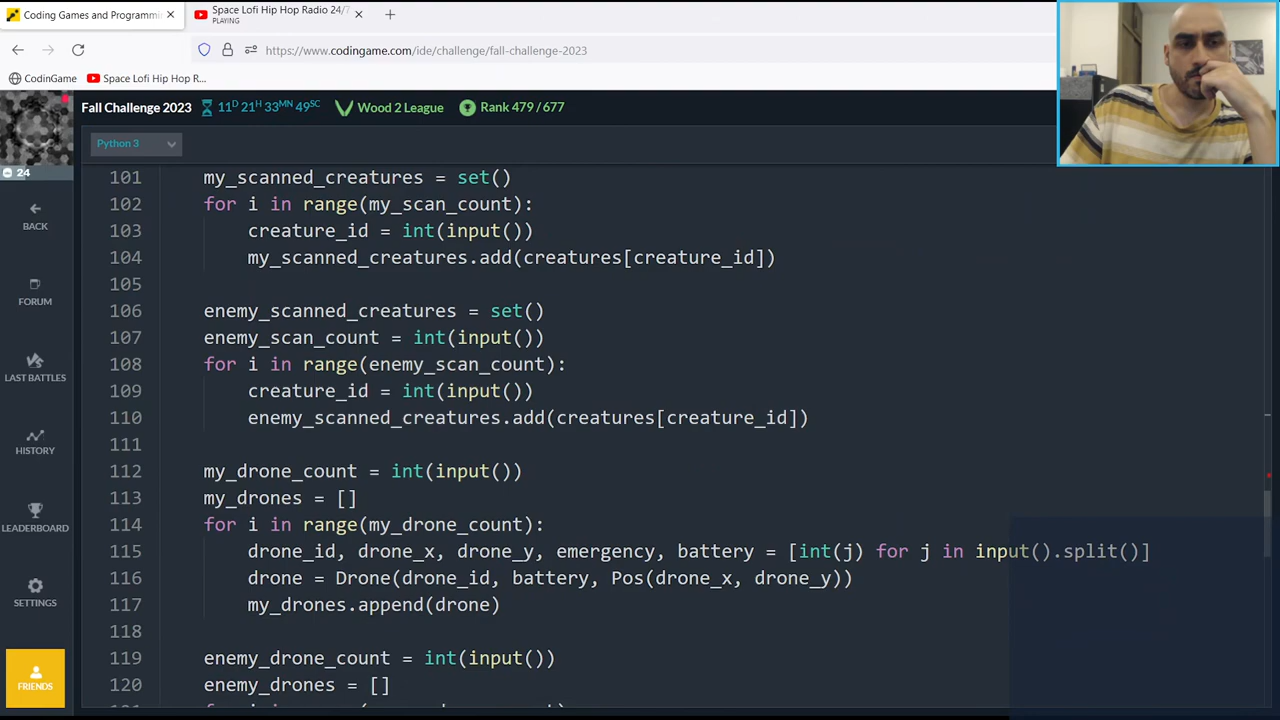 Coding Games and Programmin
Space Lofi Hip Hop Radio 24/7
PLAYING
https://www.codingame.com/ide/challenge/fall-challenge-2023
CodinGame
Space Lofi Hip Hop R...
Fall Challenge 2023
11D 21H 33MN 49SC
Wood 2 League
Rank 479 / 677
24
Python 3
BACK
FORUM
LAST BATTLES
HISTORY
LEADERBOARD
SETTINGS
FRIENDS
101 my_scanned_creatures = set()
102 for i in range(my_scan_count):
103 creature_id = int(input())
104 my_scanned_creatures.add(creatures[creature_id])
105
106 enemy_scanned_creatures = set()
107 enemy_scan_count = int(input())
108 for i in range(enemy_scan_count):
109 creature_id = int(input())
110 enemy_scanned_creatures.add(creatures[creature_id])
111
112 my_drone_count = int(input())
113 my_drones = []
114 for i in range(my_drone_count):
115 drone_id, drone_x, drone_y, emergency, battery = [int(j) for j in input().split()]
116 drone = Drone(drone_id, battery, Pos(drone_x, drone_y))
117 my_drones.append(drone)
118
119 enemy_drone_count = int(input())
120 enemy_drones = []